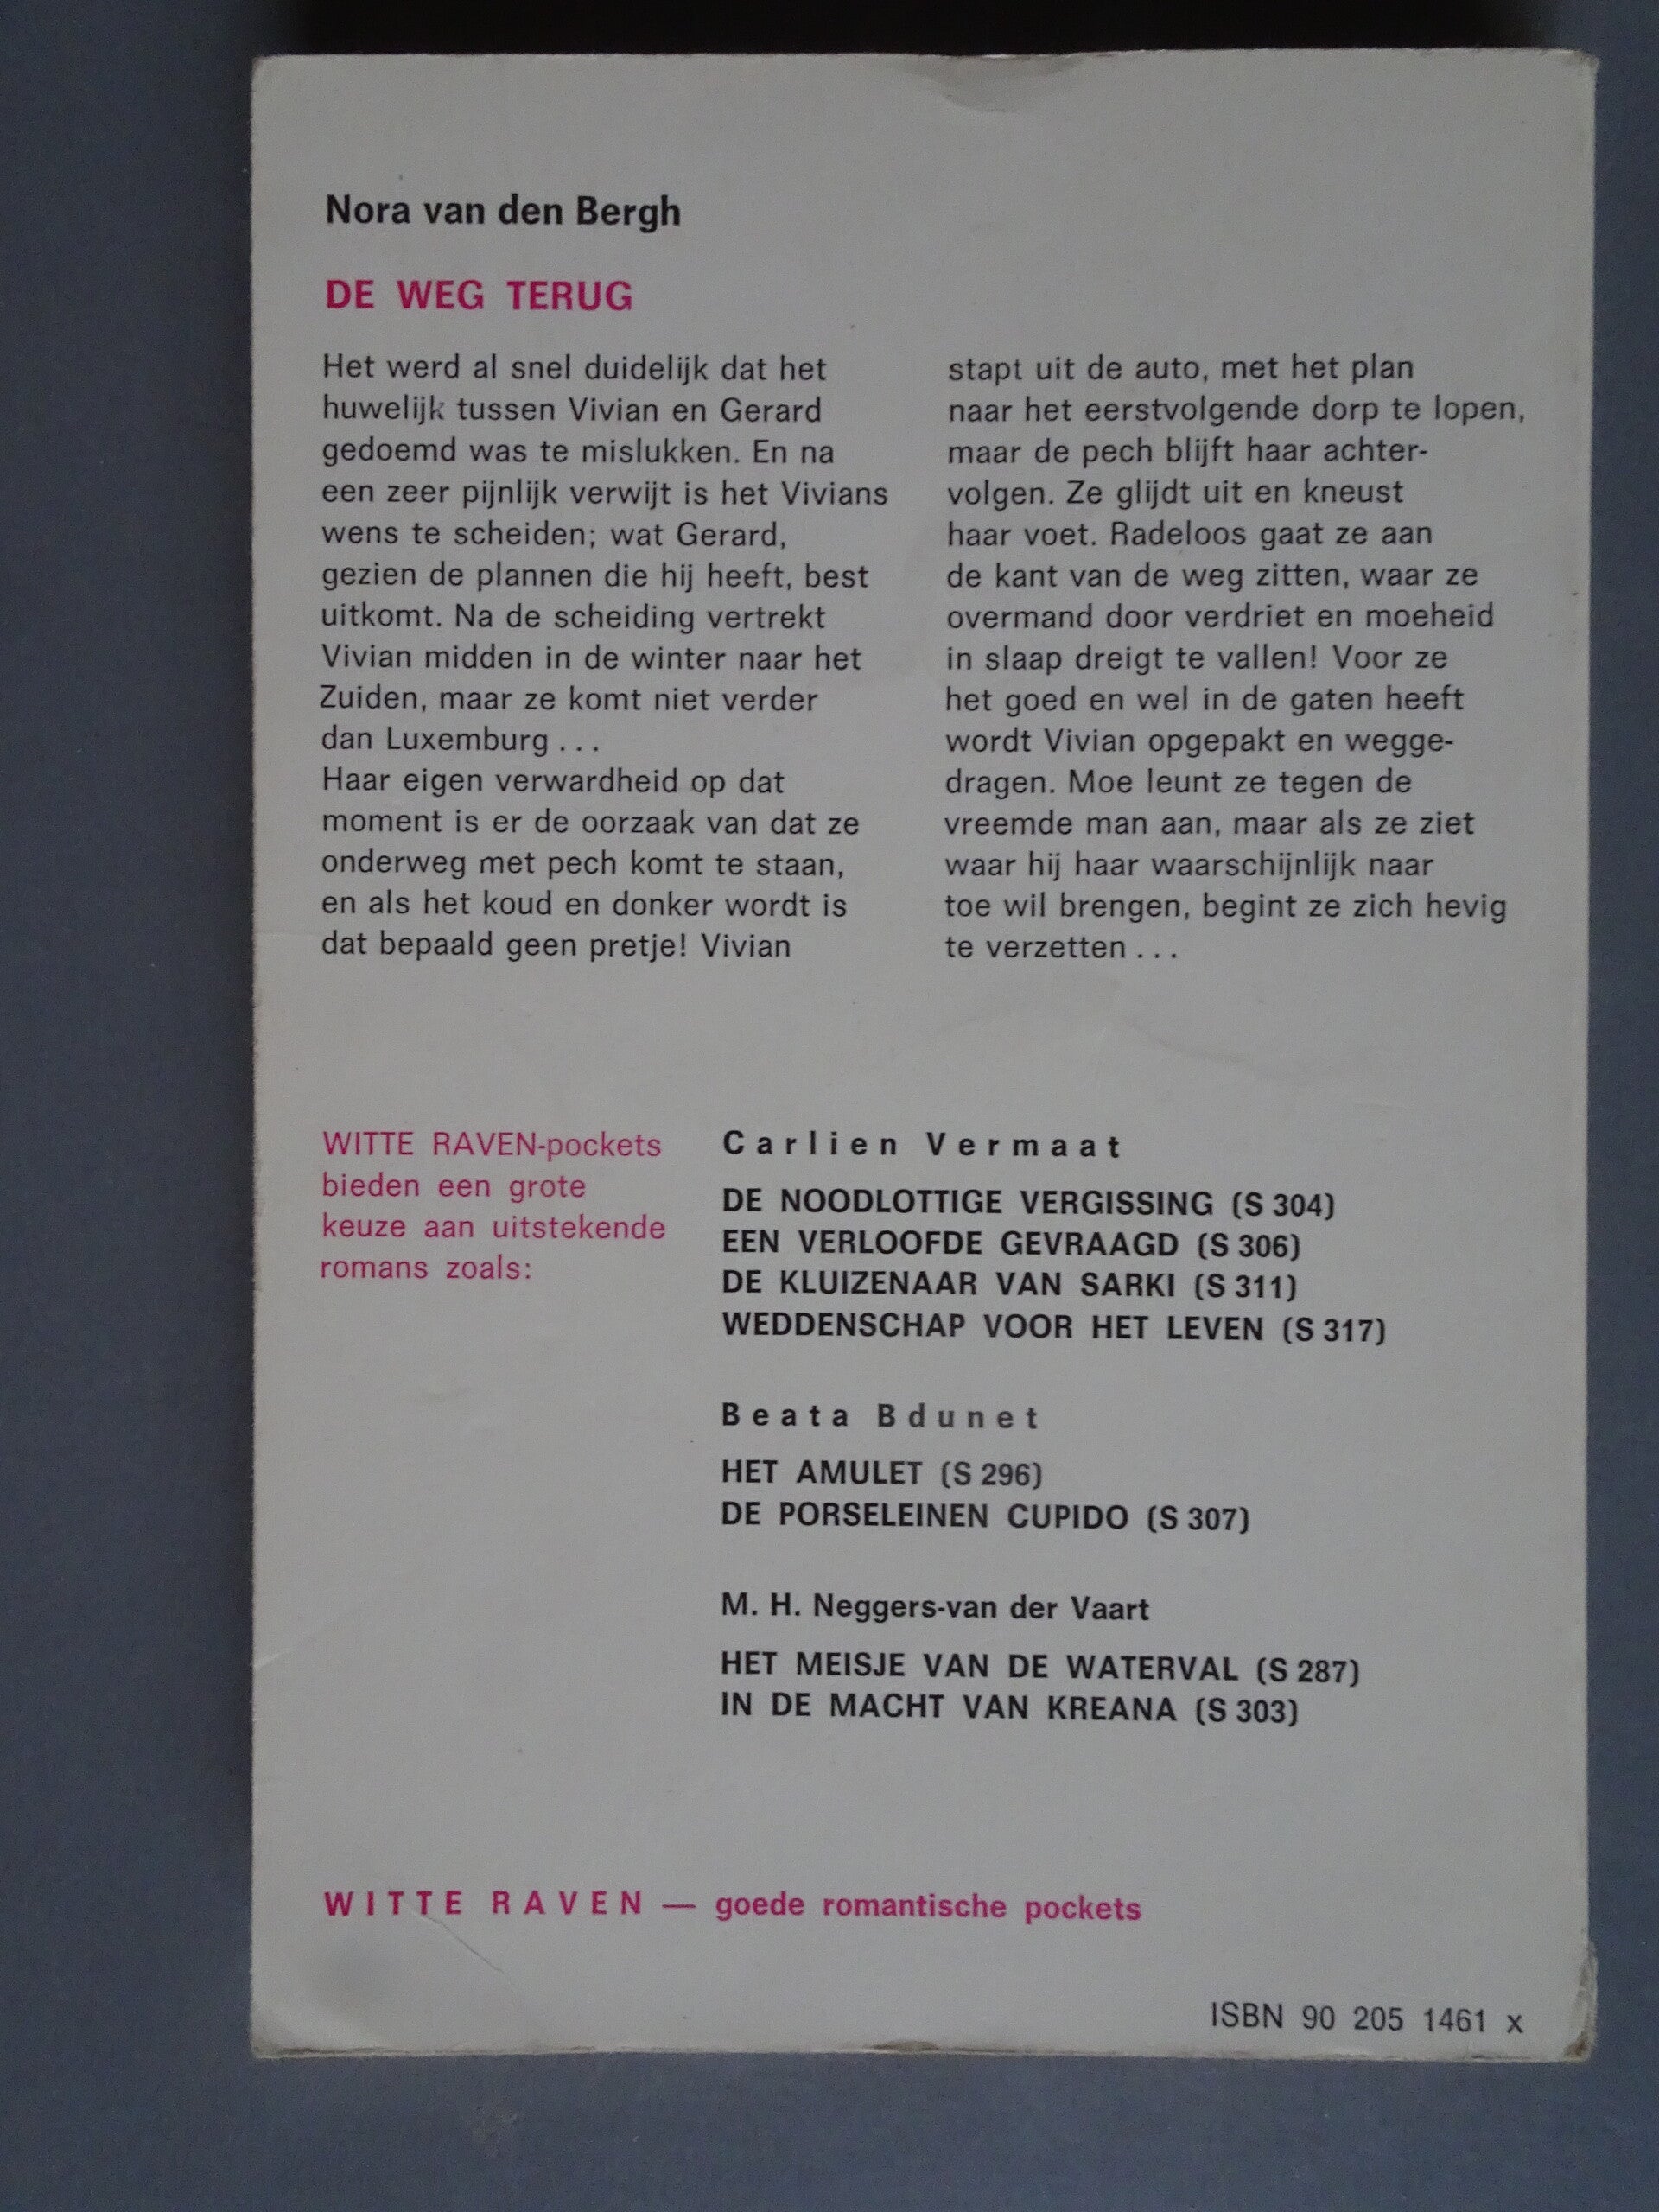 Nora van den Bergh
DE WEG TERUG
Het werd al snel duidelijk dat het
huwelijk tussen Vivian en Gerard
gedoemd was te mislukken. En na
een zeer pijnlijk verwijt is het Vivians
wens te scheiden; wat Gerard,
gezien de plannen die hij heeft, best
uitkomt. Na de scheiding vertrekt
Vivian midden in de winter naar het
Zuiden, maar ze komt niet verder
dan Luxemburg ...
Haar eigen verwardheid op dat
moment is er de oorzaak van dat ze
onderweg met pech komt te staan,
en als het koud en donker wordt is
dat bepaald geen pretje! Vivian
stapt uit de auto, met het plan
naar het eerstvolgende dorp te lopen,
maar de pech blijft haar achter-
volgen. Ze glijdt uit en kneust
haar voet. Radeloos gaat ze aan
de kant van de weg zitten, waar ze
overmand door verdriet en moeheid
in slaap dreigt te vallen! Voor ze
het goed en wel in de gaten heeft
wordt Vivian opgepakt en wegge-
dragen. Moe leunt ze tegen de
vreemde man aan, maar als ze ziet
waar hij haar waarschijnlijk naar
toe wil brengen, begint ze zich hevig
te verzetten ...
WITTE RAVEN-pockets
bieden een grote
keuze aan uitstekende
romans zoals:
Carlien Vermaat
DE NOODLOTTIGE VERGISSING (S 304)
EEN VERLOOFDE GEVRAAGD (S 306)
DE KLUIZENAAR VAN SARKI (S 311)
WEDDENSCHAP VOOR HET LEVEN (S 317)
Beata Bdunet
HET AMULET (S 296)
DE PORSELEINEN CUPIDO (S 307)
M. H. Neggers-van der Vaart
HET MEISJE VAN DE WATERVAL (S 287)
IN DE MACHT VAN KREANA (S 303)
WITTE RAVEN — goede romantische pockets
ISBN 90 205 1461 x